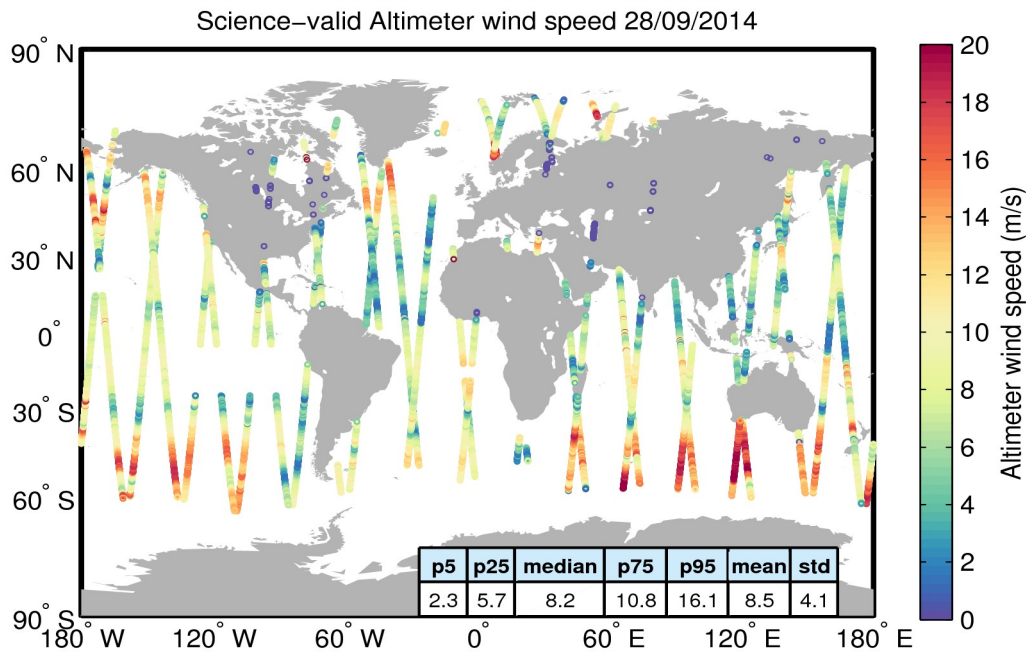 Science−valid Altimeter wind speed 28/09/2014
90° N
60° N
30° N
0°
30° S
60° S
90° S
180° W
120° W
60° W
0°
60° E
120° E
180° E
p5 p25 median p75 p95 mean std
2.3 5.7 8.2 10.8 16.1 8.5 4.1
20
18
16
14
12
10
8
6
4
2
0
Altimeter wind speed (m/s)